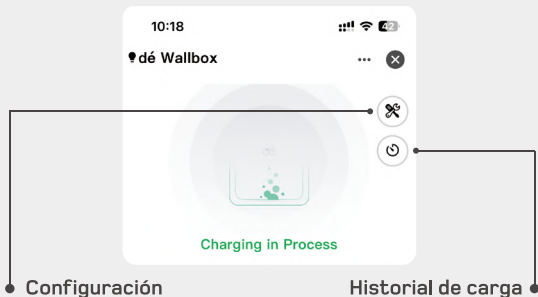 10:18
42
dé Wallbox
Charging in Process
Configuración
Historial de carga